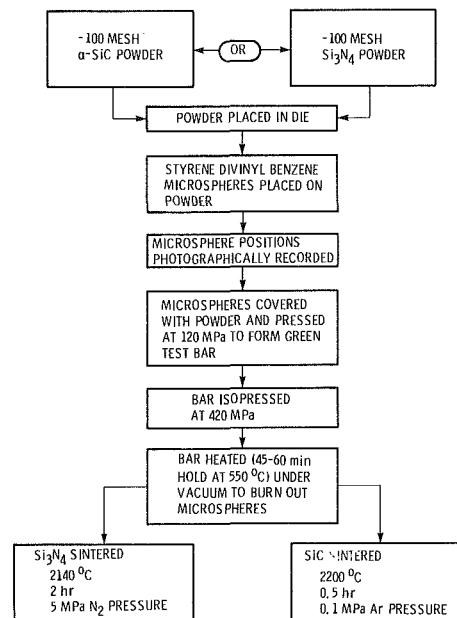 -100 MESH
α-SiC POWDER
OR
-100 MESH
Si3N4 POWDER
POWDER PLACED IN DIE
STYRENE DIVINYL BENZENE
MICROSPHERES PLACED ON
POWDER
MICROSPHERE POSITIONS
PHOTOGRAPHICALLY RECORDED
MICROSPHERES COVERED
WITH POWDER AND PRESSED
AT 120 MPa TO FORM GREEN
TEST BAR
BAR ISOPRESSED
AT 420 MPa
BAR HEATED (45-60 min
HOLD AT 550 °C) UNDER
VACUUM TO BURN OUT
MICROSPHERES
Si3N4 SINTERED
2140 °C
2 hr
5 MPa N2 PRESSURE
SiC SINTERED
2200 °C
0.5 hr
0.1 MPa Ar PRESSURE